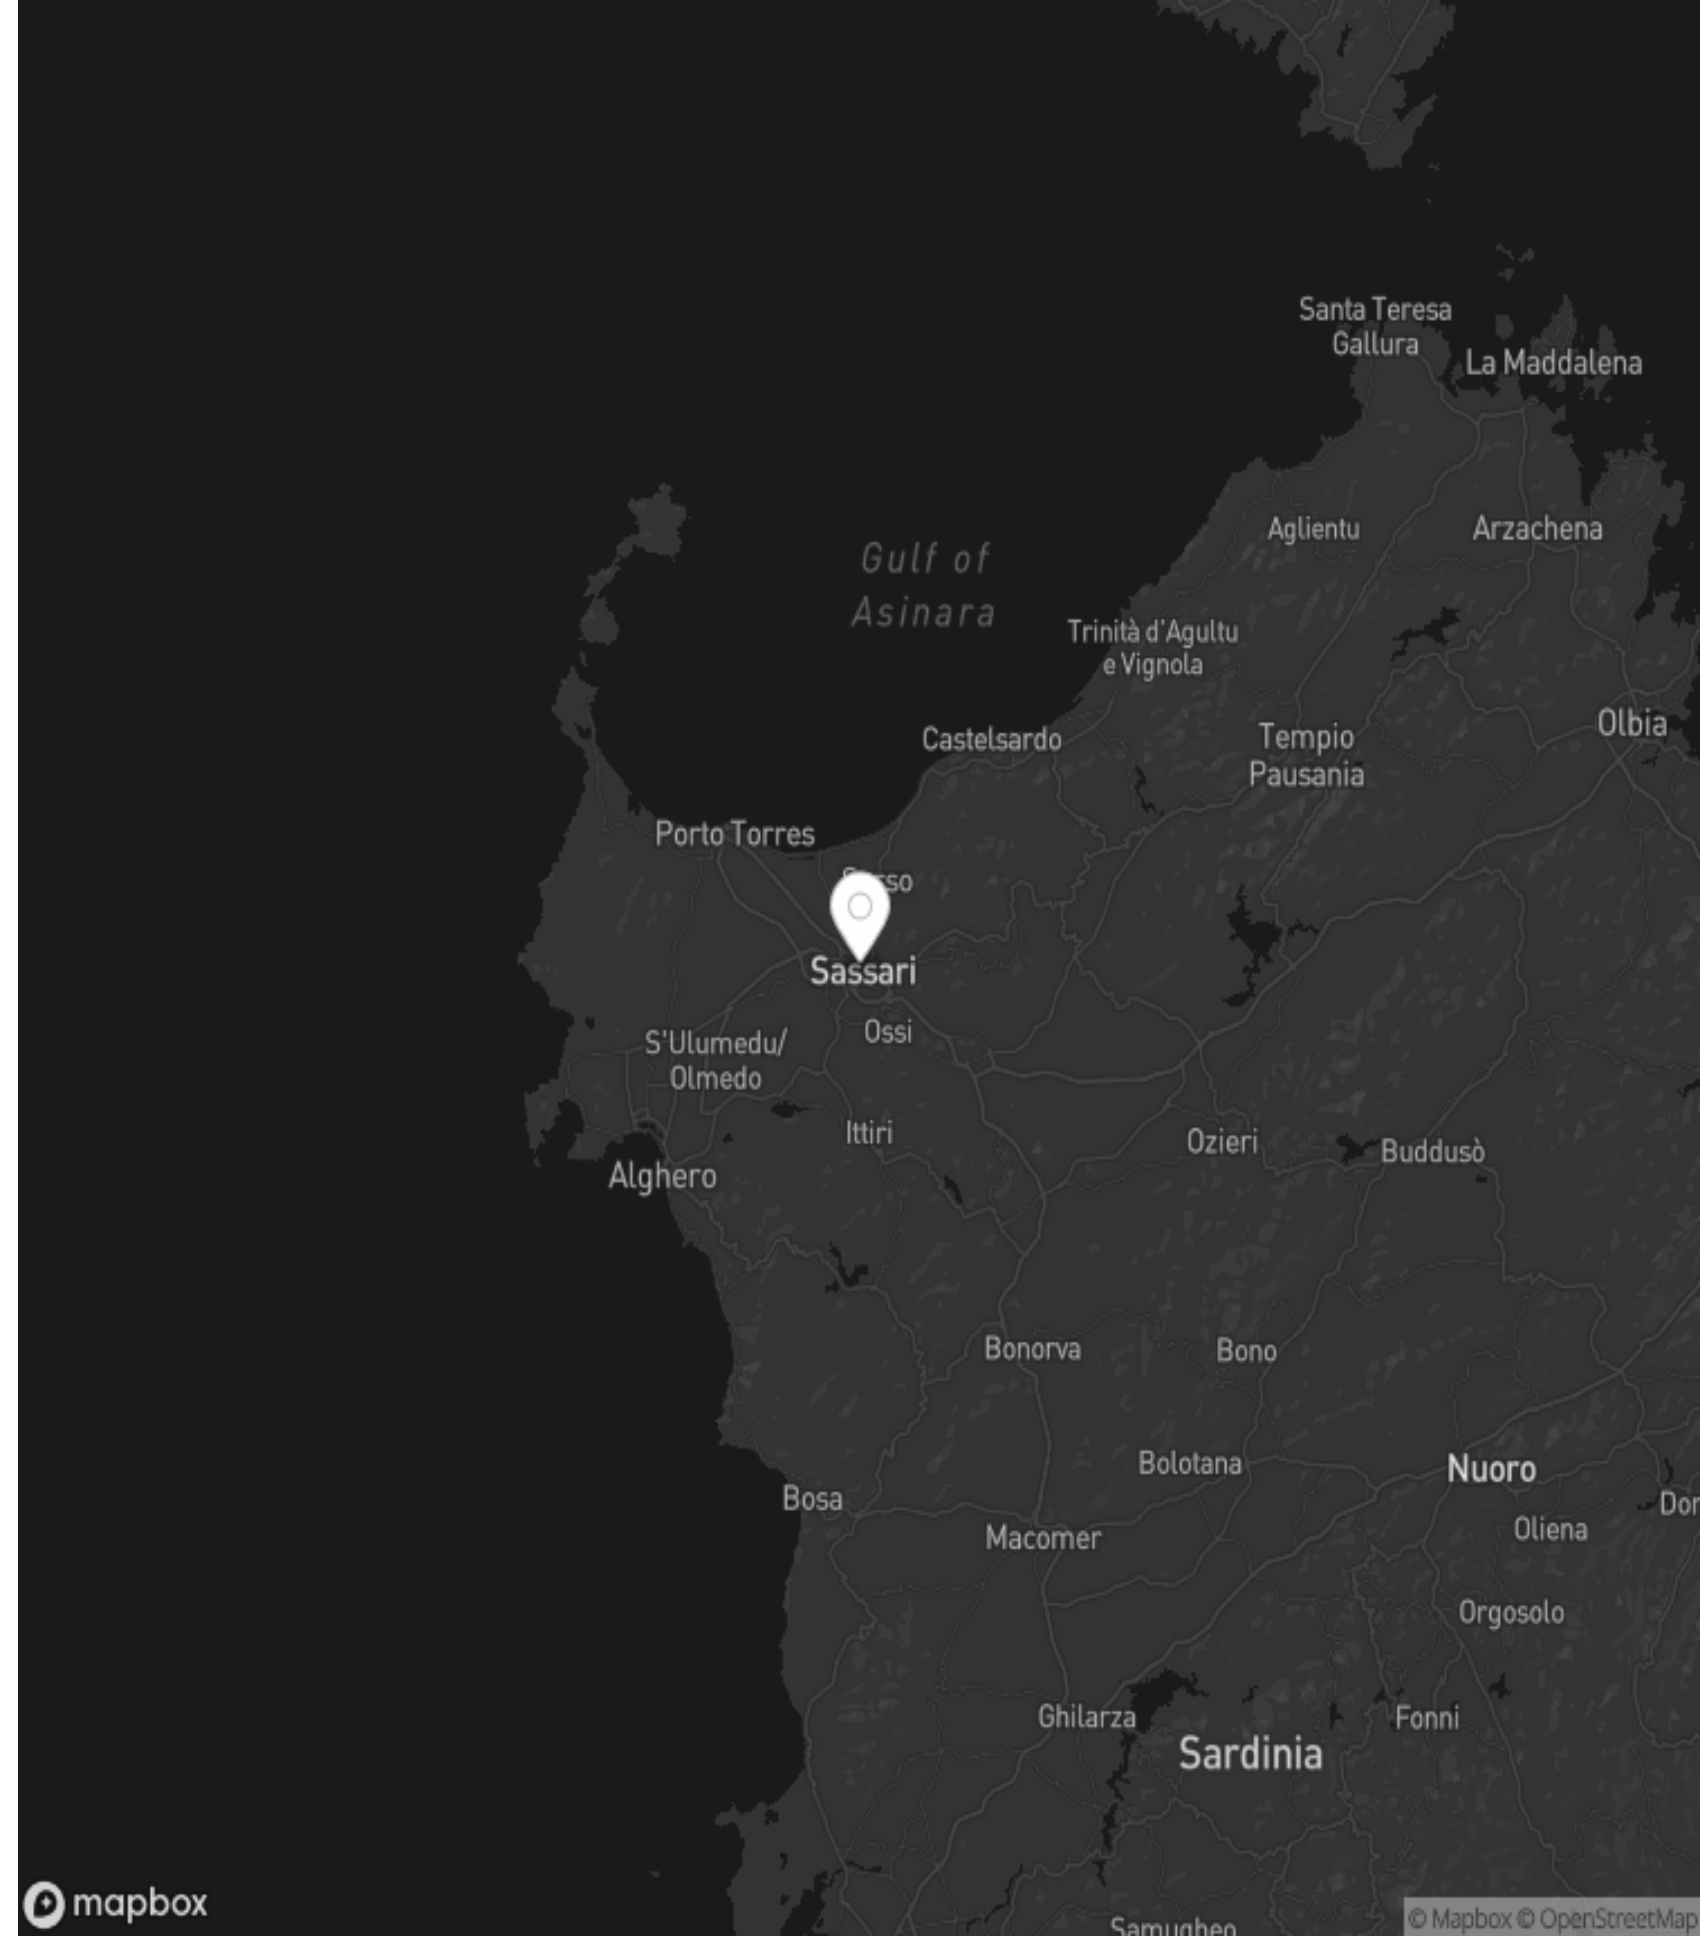 Santa Teresa
Gallura
La Maddalena
Aglientu
Arzachena
Gulf of
Asinara
Trinità d'Agultu
e Vignola
Olbia
Castelsardo
Tempio
Pausania
Porto Torres
Sassari
Ossi
S'Ulumedu/
Olmedo
Ittiri
Ozieri
Buddusò
Alghero
Bonorva
Bono
Bolotana
Nuoro
Bosa
Dor
Oliena
Macomer
Orgosolo
Ghilarza
Fonni
Sardinia
mapbox
© Mapbox © OpenStreetMap
Samugheo